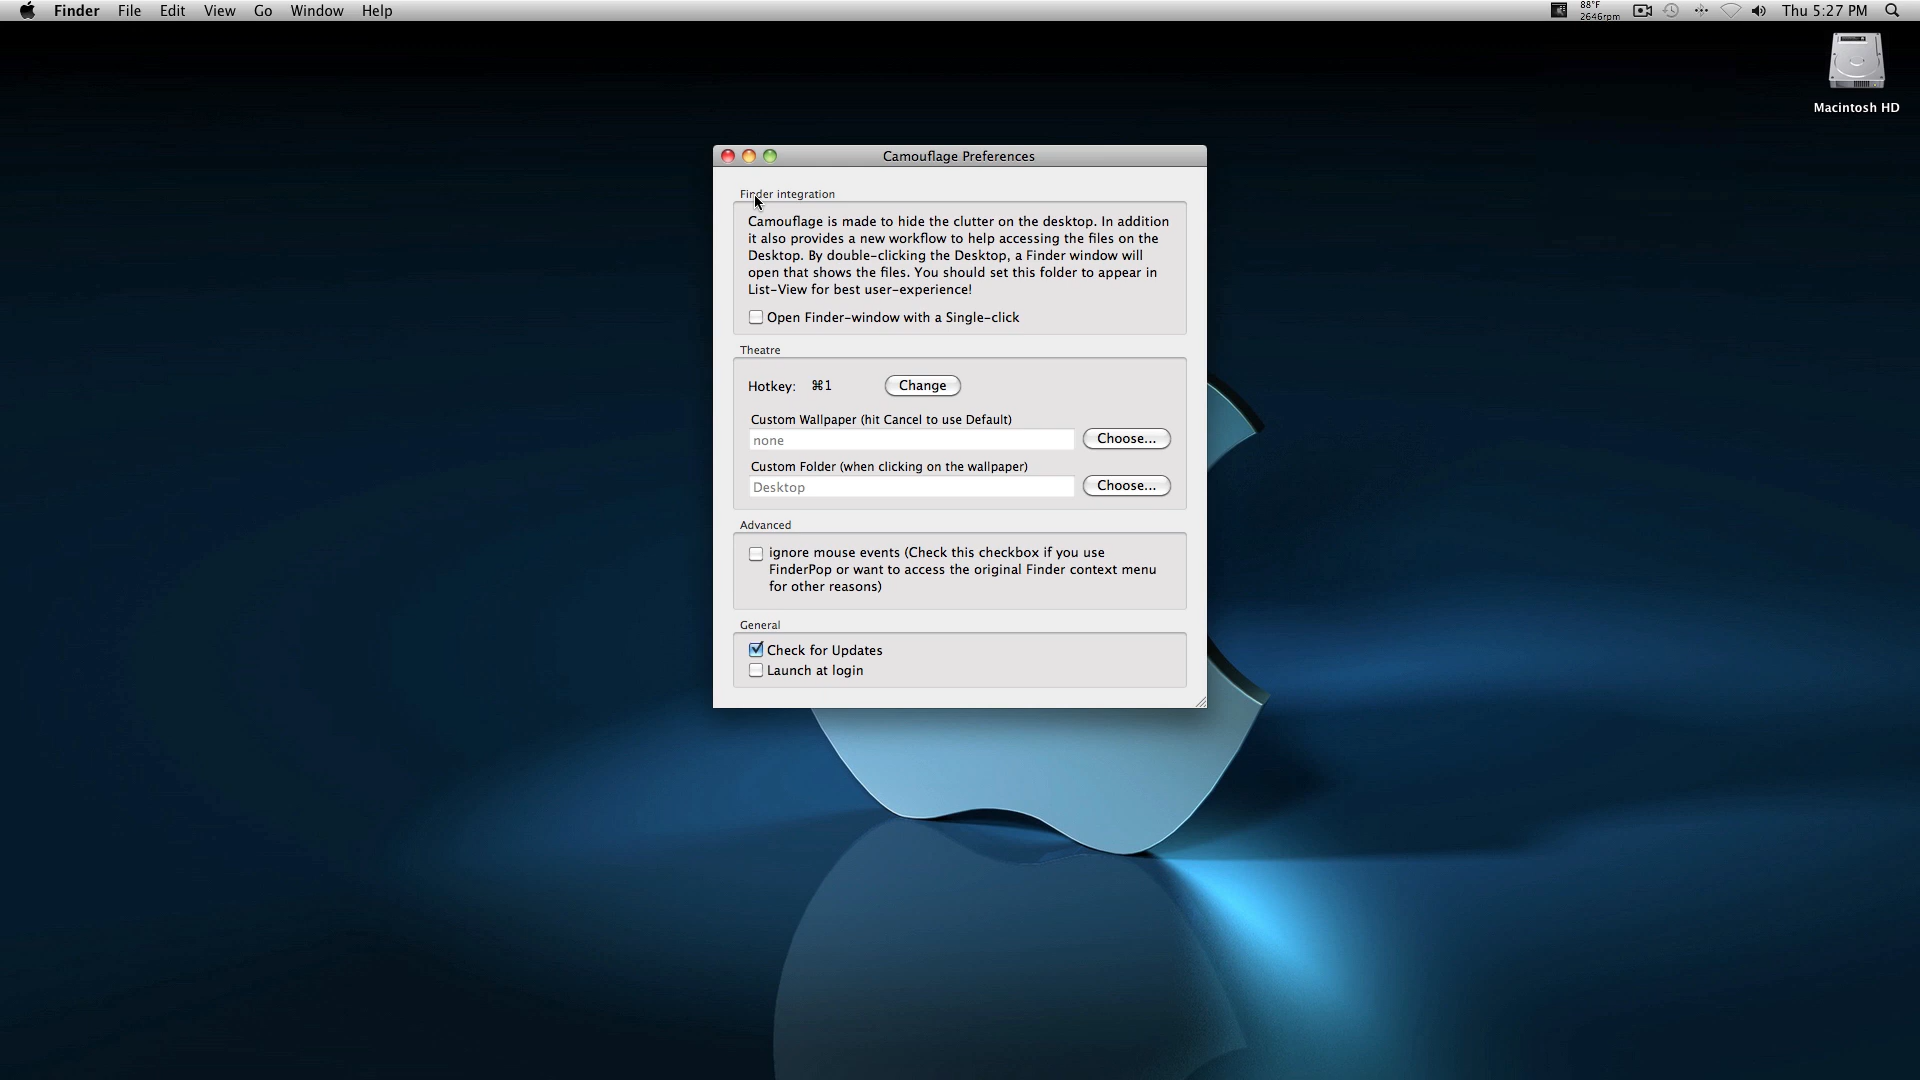 Finder File Edit View Go Window Help
88°F
2646rpm
Thu 5:27 PM
Macintosh HD
Camouflage Preferences
Finder integration
Camouflage is made to hide the clutter on the desktop. In addition
it also provides a new workflow to help accessing the files on the
Desktop. By double-clicking the Desktop, a Finder window will
open that shows the files. You should set this folder to appear in
List-View for best user-experience!
Open Finder-window with a Single-click
Theatre
Hotkey: ⌘1 Change
Custom Wallpaper (hit Cancel to use Default)
none Choose...
Custom Folder (when clicking on the wallpaper)
Desktop Choose...
Advanced
ignore mouse events (Check this checkbox if you use
FinderPop or want to access the original Finder context menu
for other reasons)
General
Check for Updates
Launch at login